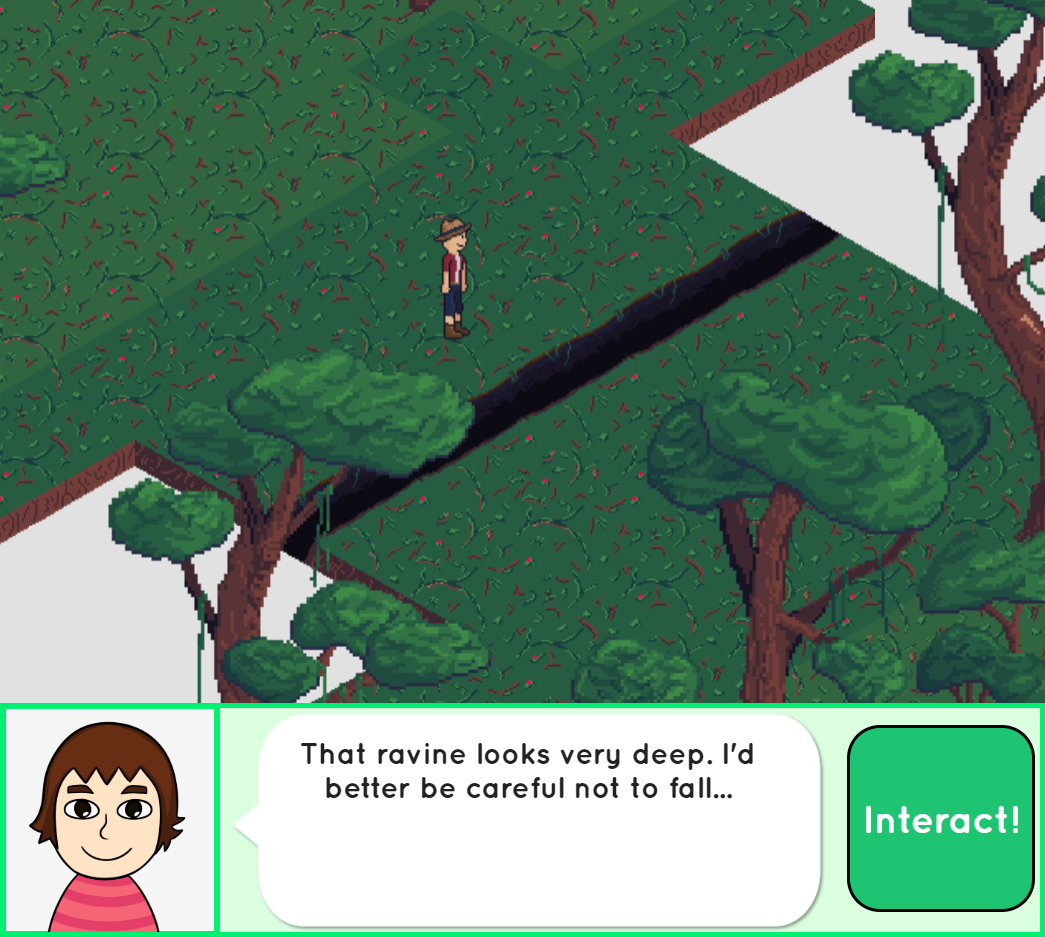 That ravine looks very deep. I'd
better be careful not to fall...
Interact!